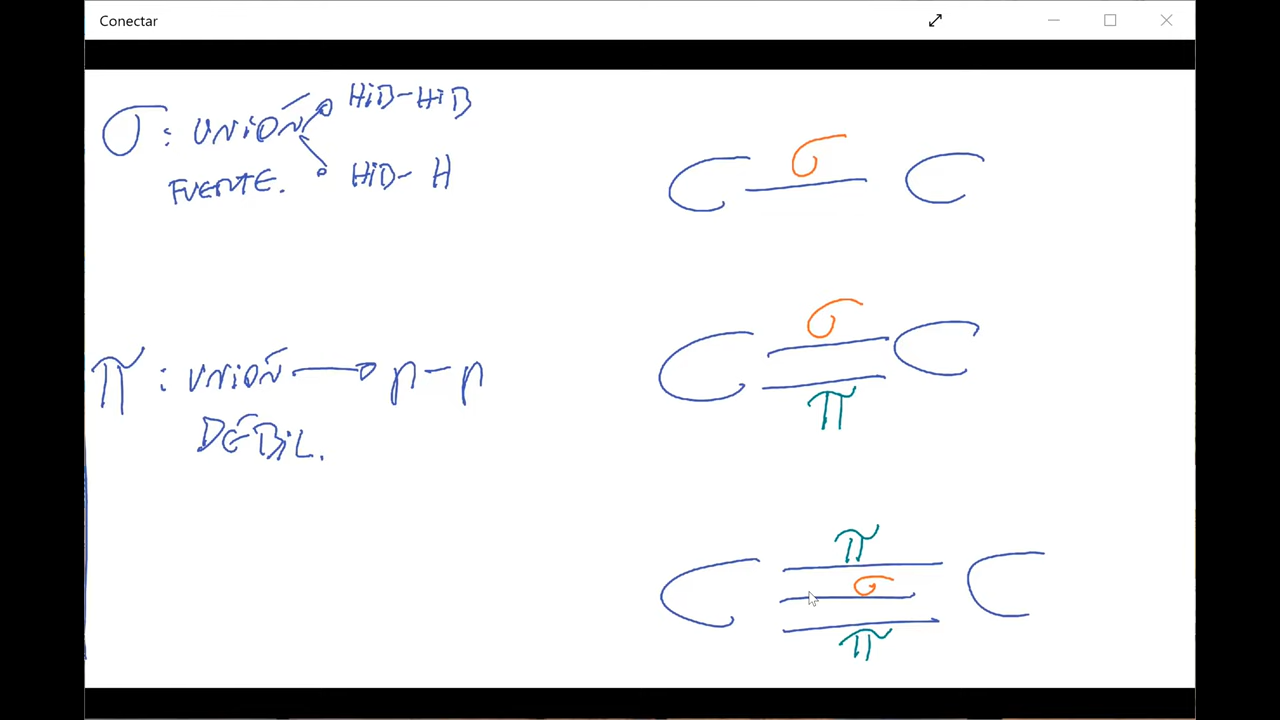 Conectar
σ: UNIÓN HiB-HiB
FUERTE. HiB-H
π: UNIÓN p-p
DÉBIL.
C σ C
C σ C
π
π
C σ C
π